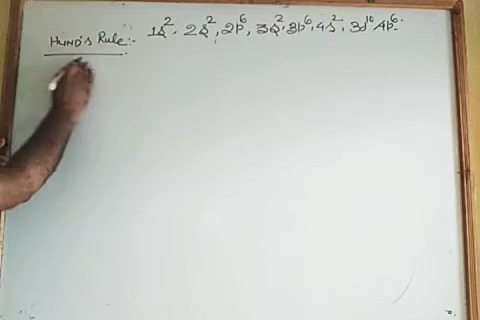 Hund's Rule:- 1s², 2s², 2p⁶, 3s², 3p⁶, 4s², 3d¹⁰ 4p⁶.